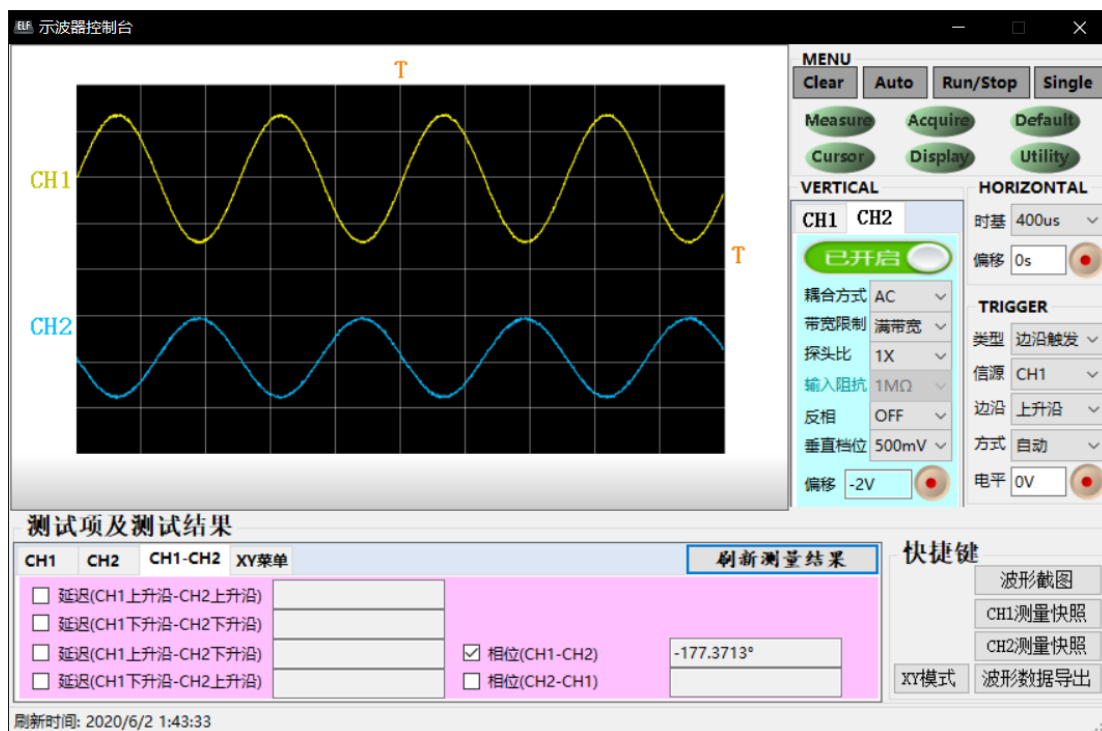 ELF 示波器控制台
T
CH1
T
CH2
MENU
Clear Auto Run/Stop Single
Measure Acquire Default
Cursor Display Utility
VERTICAL
CH1 CH2
已开启
耦合方式 AC
带宽限制 满带宽
探头比 1X
输入阻抗 1MΩ
反相 OFF
垂直档位 500mV
偏移 -2V
HORIZONTAL
时基 400us
偏移 0s
TRIGGER
类型 边沿触发
信源 CH1
边沿 上升沿
方式 自动
电平 0V
测试项及测试结果
CH1 CH2 CH1-CH2 XY菜单 刷新测量结果
延迟(CH1上升沿-CH2上升沿)
延迟(CH1下升沿-CH2下升沿)
延迟(CH1上升沿-CH2下升沿) 相位(CH1-CH2) -177.3713°
延迟(CH1下升沿-CH2上升沿) 相位(CH2-CH1)
快捷键
波形截图
CH1测量快照
CH2测量快照
XY模式 波形数据导出
刷新时间: 2020/6/2 1:43:33